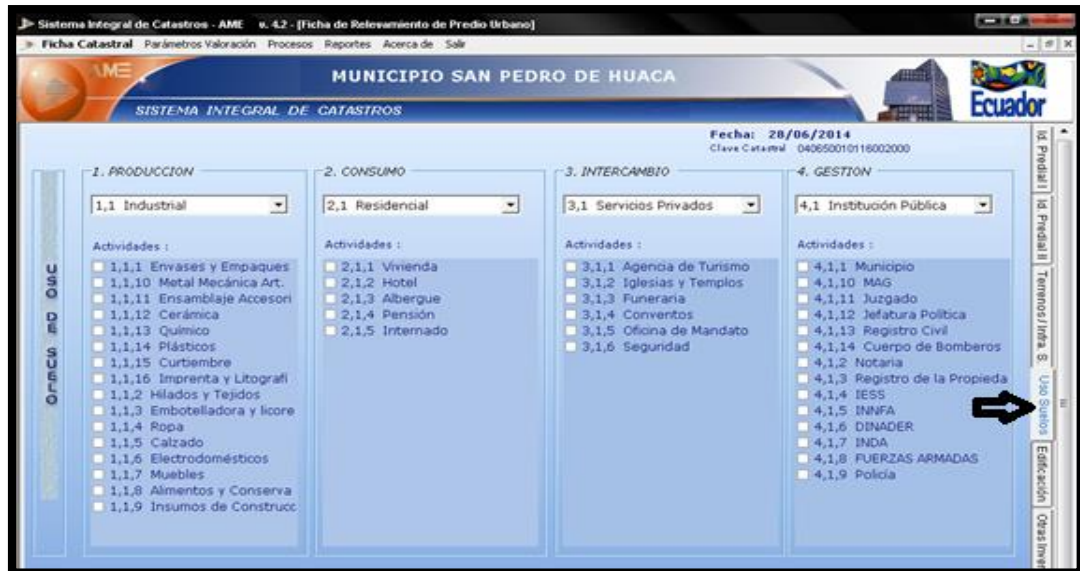 Sistema Integral de Catastros - AME v. 4.2 - [Ficha de Relevamiento de Predio Urbano]
Ficha Catastral Parámetros Valoración Procesos Reportes Acerca de Salir
AME
MUNICIPIO SAN PEDRO DE HUACA
SISTEMA INTEGRAL DE CATASTROS
Ecuador
Fecha: 28/06/2014
Clave Catastral 040650010116002000
USO DE SUELO
1. PRODUCCION
1,1 Industrial
Actividades :
1,1,1 Envases y Empaques
1,1,10 Metal Mecánica Art.
1,1,11 Ensamblaje Accesori
1,1,12 Cerámica
1,1,13 Químico
1,1,14 Plásticos
1,1,15 Curtiembre
1,1,16 Imprenta y Litografi
1,1,2 Hilados y Tejidos
1,1,3 Embotelladora y licore
1,1,4 Ropa
1,1,5 Calzado
1,1,6 Electrodomésticos
1,1,7 Muebles
1,1,8 Alimentos y Conserva
1,1,9 Insumos de Construcc
2. CONSUMO
2,1 Residencial
Actividades :
2,1,1 Vivienda
2,1,2 Hotel
2,1,3 Albergue
2,1,4 Pensión
2,1,5 Internado
3. INTERCAMBIO
3,1 Servicios Privados
Actividades :
3,1,1 Agencia de Turismo
3,1,2 Iglesias y Templos
3,1,3 Funeraria
3,1,4 Conventos
3,1,5 Oficina de Mandato
3,1,6 Seguridad
4. GESTION
4,1 Institución Pública
Actividades :
4,1,1 Municipio
4,1,10 MAG
4,1,11 Juzgado
4,1,12 Jefatura Política
4,1,13 Registro Civil
4,1,14 Cuerpo de Bomberos
4,1,2 Notaria
4,1,3 Registro de la Propieda
4,1,4 IESS
4,1,5 INNFA
4,1,6 DINADER
4,1,7 INDA
4,1,8 FUERZAS ARMADAS
4,1,9 Policía
Id. Predial I
Id. Predial II
Terrenos / Infra. S.
Uso Suelos
Edificación
Otras Inver